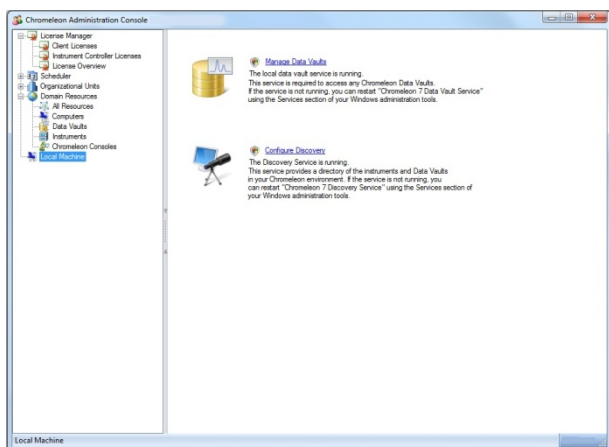 Chromeleon Administration Console
License Manager
Client Licenses
Instrument Controller Licenses
License Overview
Scheduler
Organizational Units
Domain Resources
All Resources
Computers
Data Vaults
Instruments
Chromeleon Consoles
Local Machine
Manage Data Vaults
The local data vault service is running.
This service is required to access any Chromeleon Data Vaults.
If the service is not running, you can restart "Chromeleon 7 Data Vault Service"
using the Services section of your Windows administration tools.
Configure Discovery
The Discovery Service is running.
This service provides a directory of the instruments and Data Vaults
in your Chromeleon environment. If the service is not running, you
can restart "Chromeleon 7 Discovery Service" using the Services section of
your Windows administration tools.
Local Machine